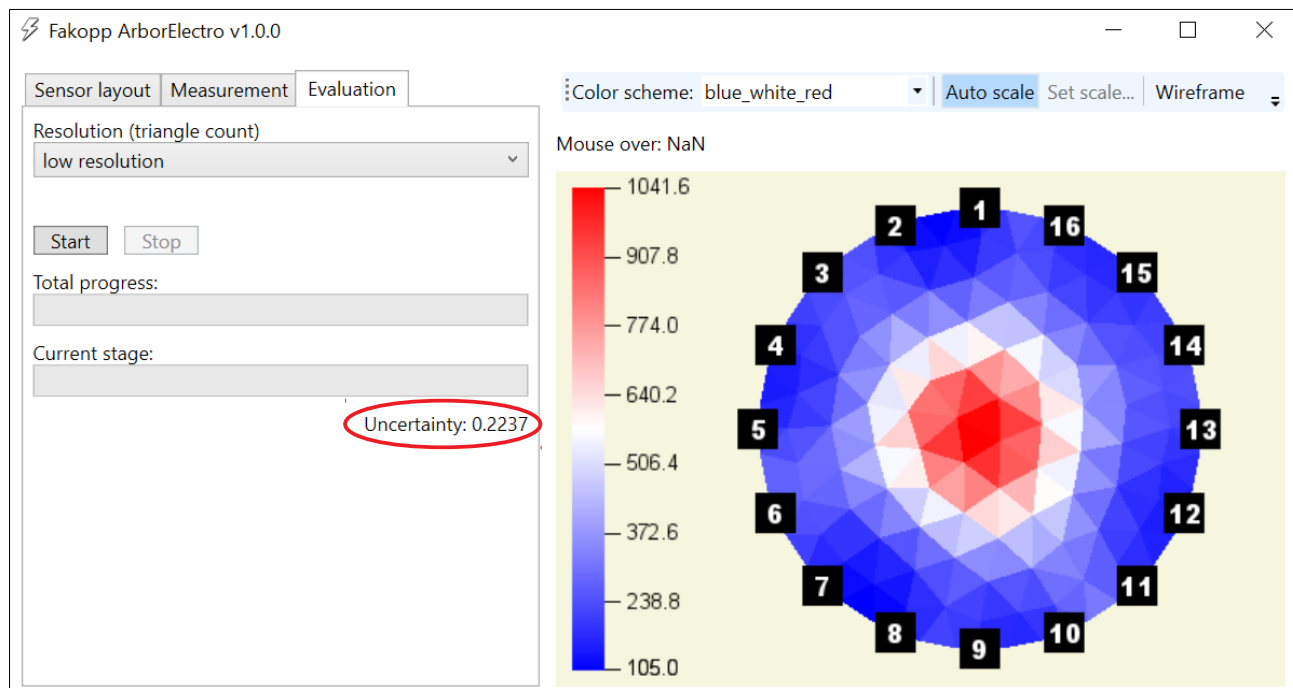 Fakopp ArborElectro v1.0.0
Sensor layout Measurement Evaluation
Color scheme: blue_white_red Auto scale Set scale... Wireframe
Resolution (triangle count)
low resolution
Start Stop
Total progress:
Current stage:
Uncertainty: 0.2237
Mouse over: NaN
1041.6
907.8
774.0
640.2
506.4
372.6
238.8
105.0
1
2
3
4
5
6
7
8
9
10
11
12
13
14
15
16